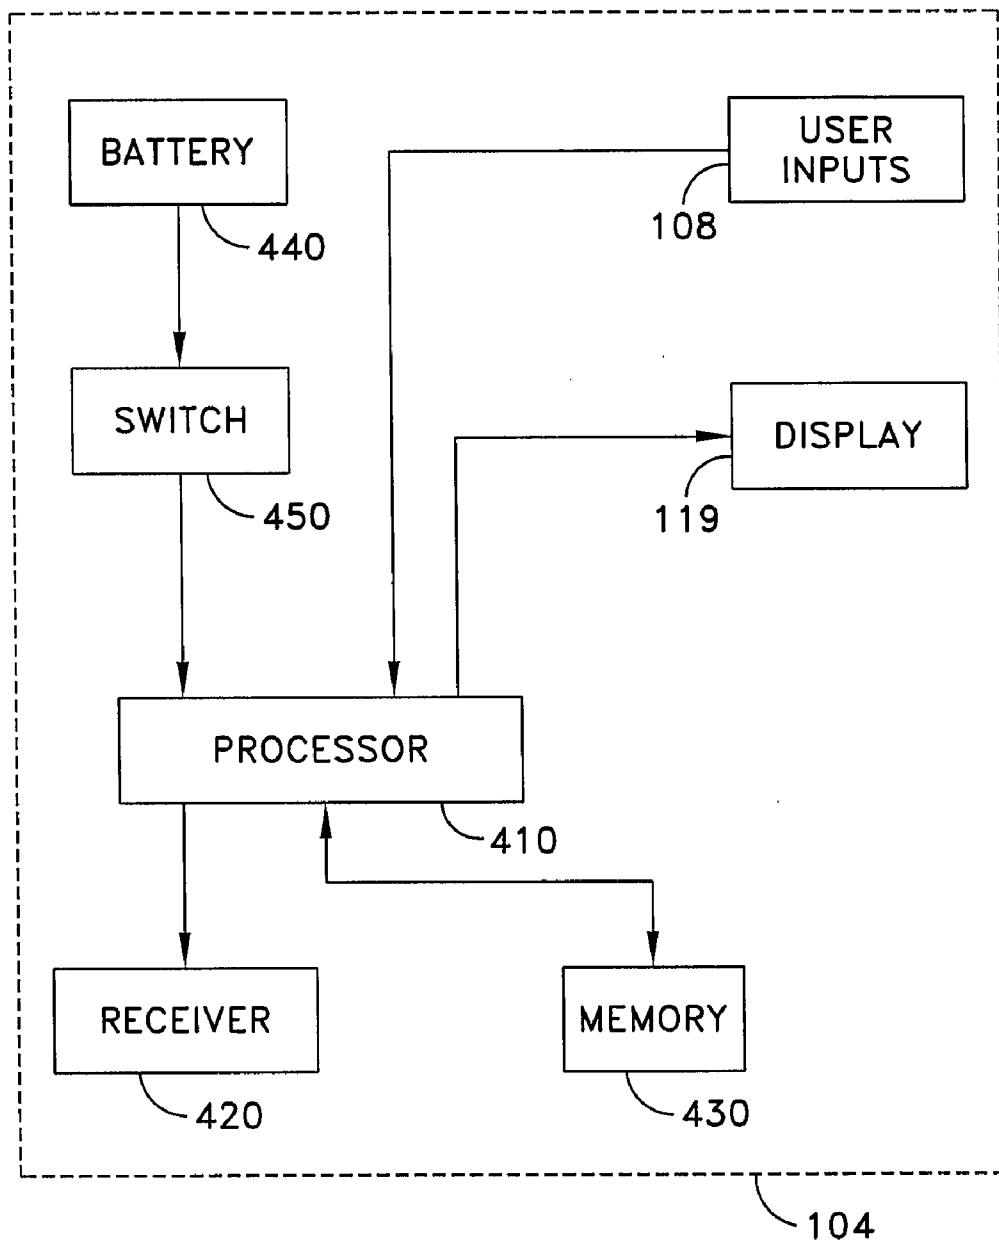 BATTERY
440
USER
INPUTS
108
SWITCH
450
DISPLAY
119
PROCESSOR
410
RECEIVER
420
MEMORY
430
104